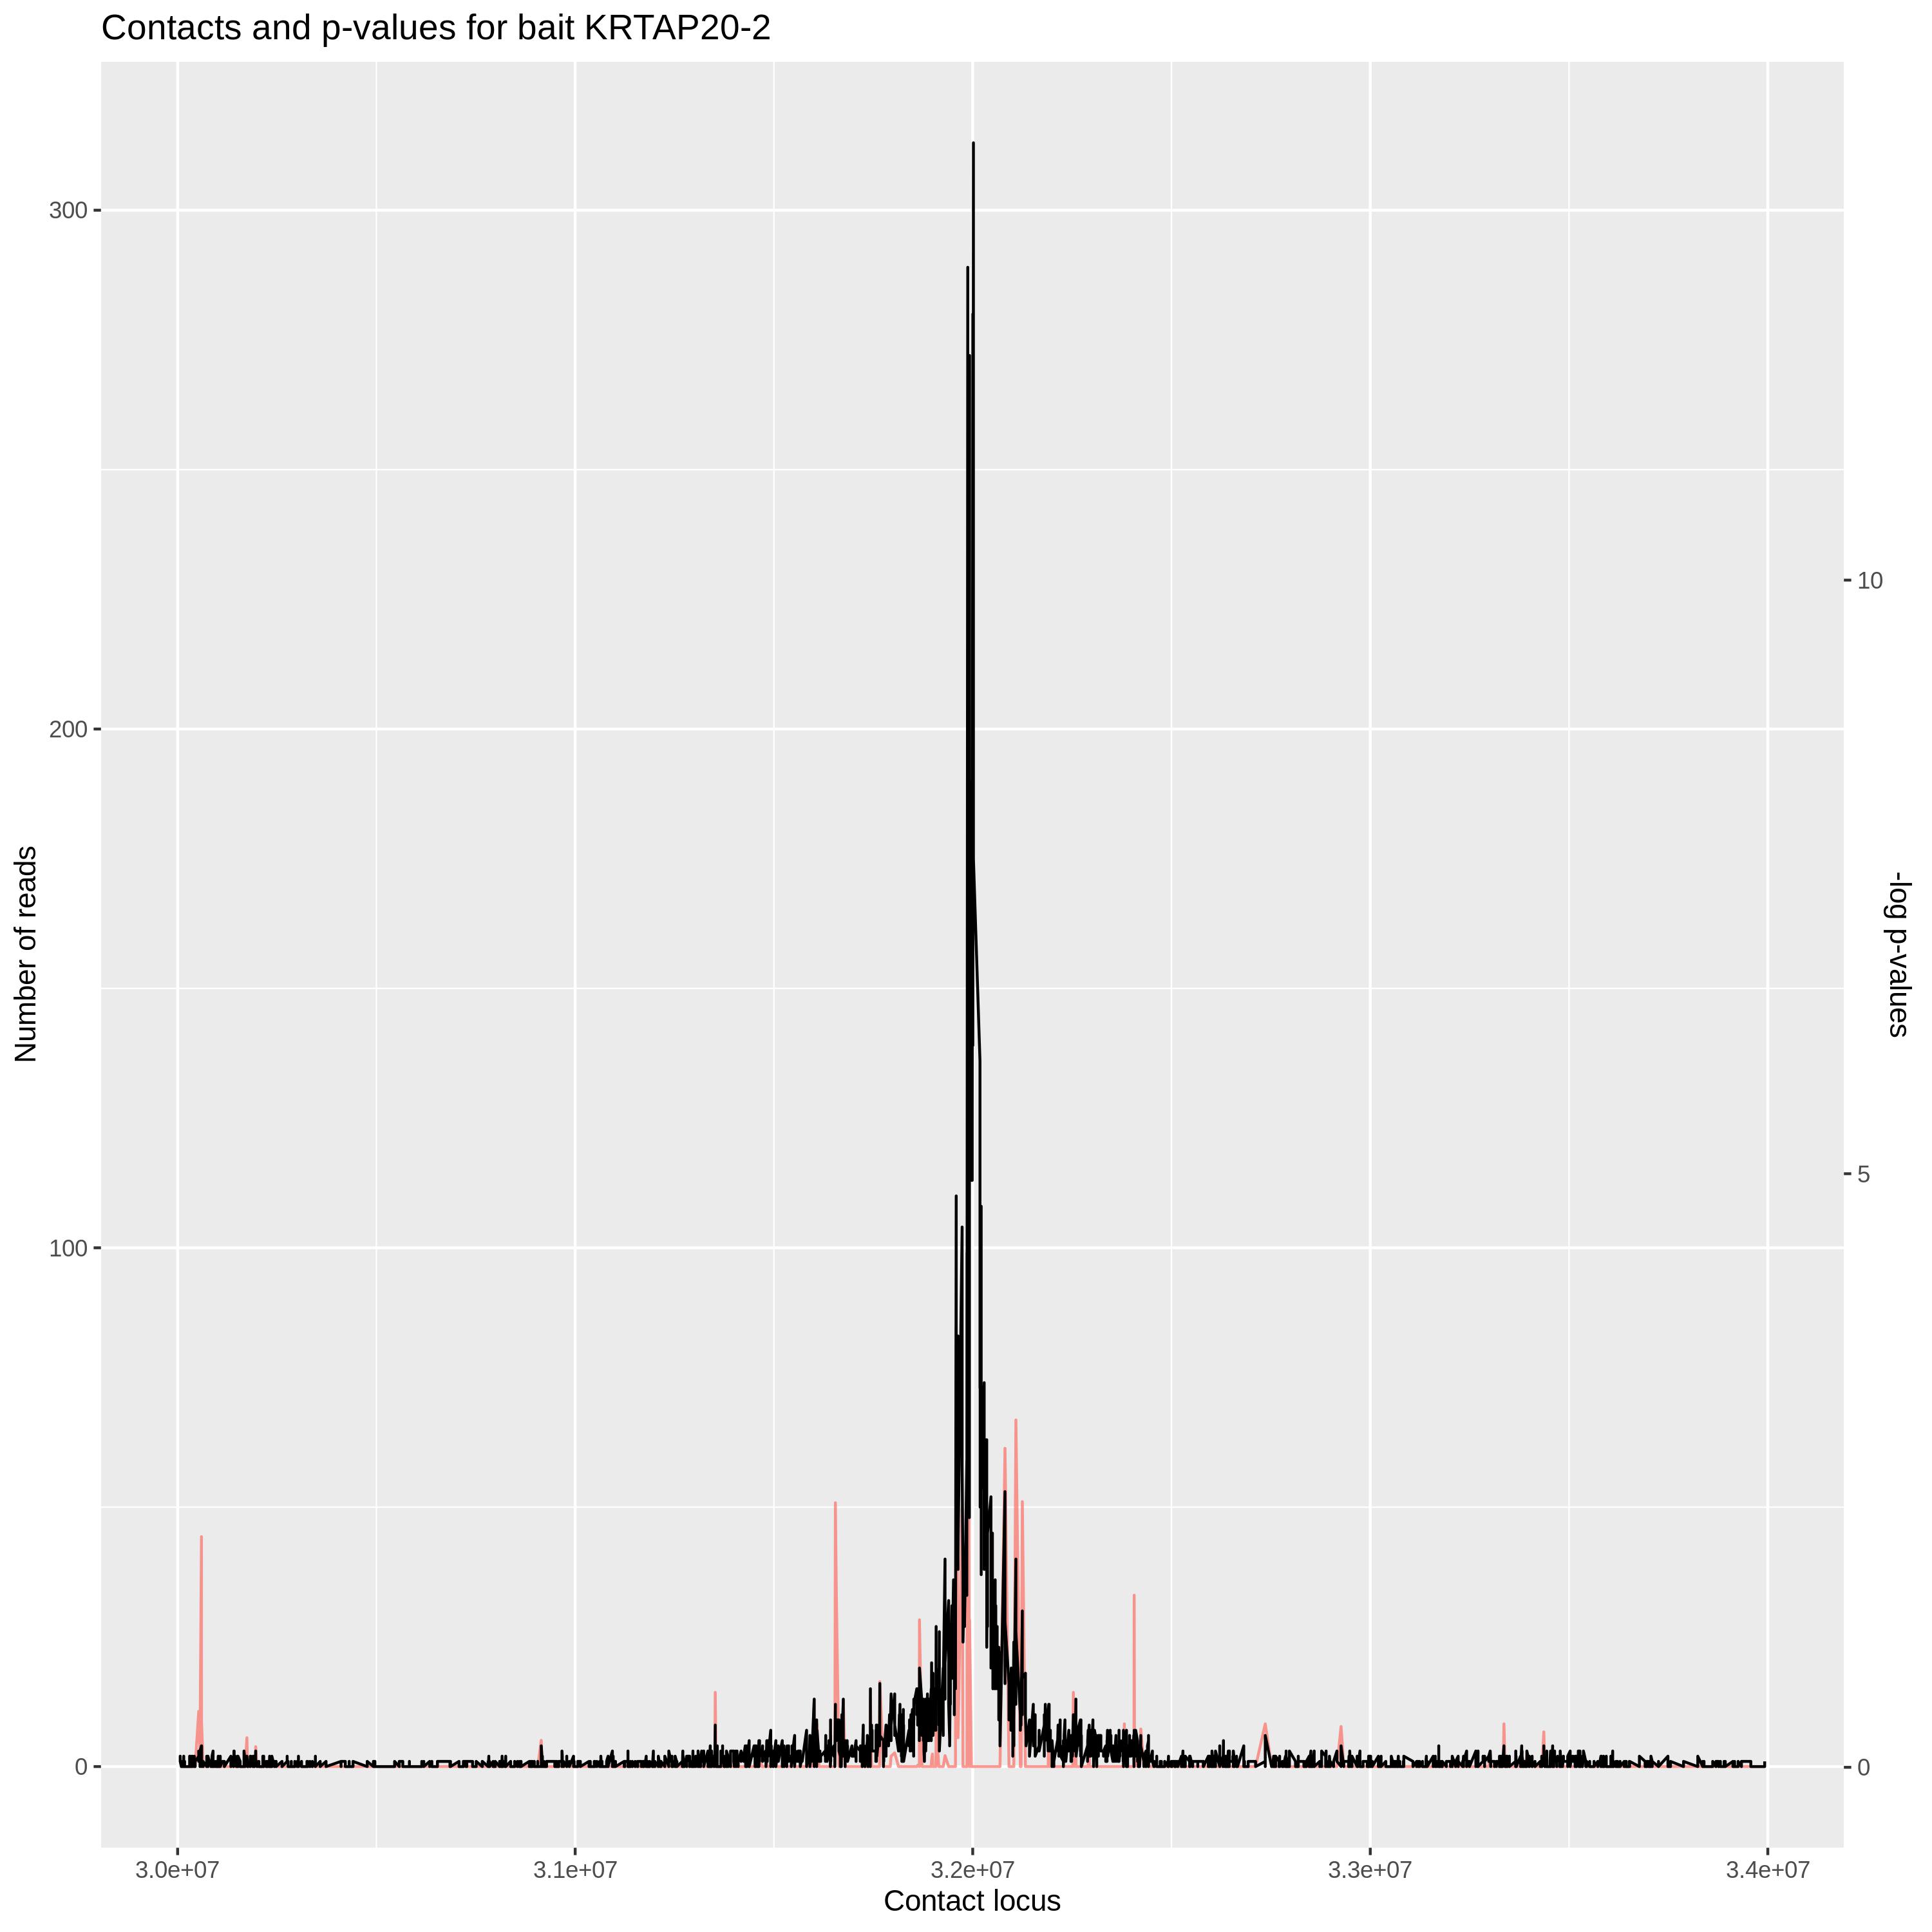 Contacts and p-values for bait KRTAP20-2
300
200
100
0
Number of reads
10
5
0
-log p-values
3.0e+07
3.1e+07
3.2e+07
3.3e+07
3.4e+07
Contact locus